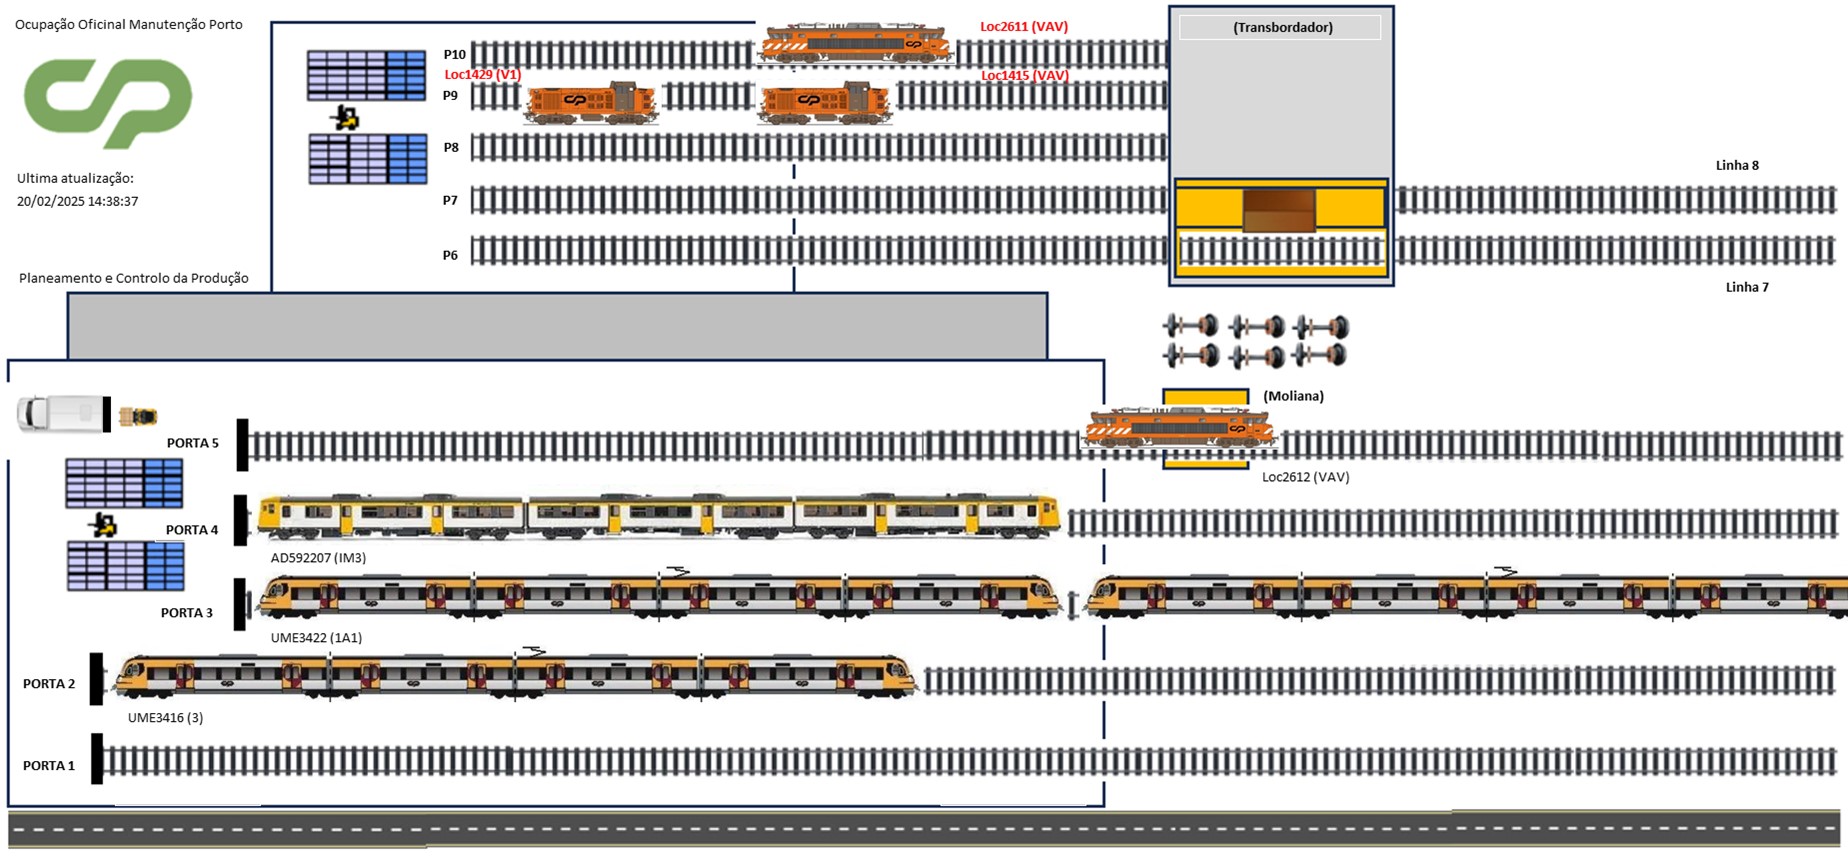 Ocupação Oficinal Manutenção Porto
CP
Ultima atualização:
20/02/2025 14:38:37
Planeamento e Controlo da Produção
P10
Loc2611 (VAV)
(Transbordador)
Loc1429 (V1)
Loc1415 (VAV)
P9
P8
P7
P6
Linha 8
Linha 7
(Moliana)
PORTA 5
Loc2612 (VAV)
PORTA 4
AD592207 (IM3)
PORTA 3
UME3422 (1A1)
PORTA 2
UME3416 (3)
PORTA 1